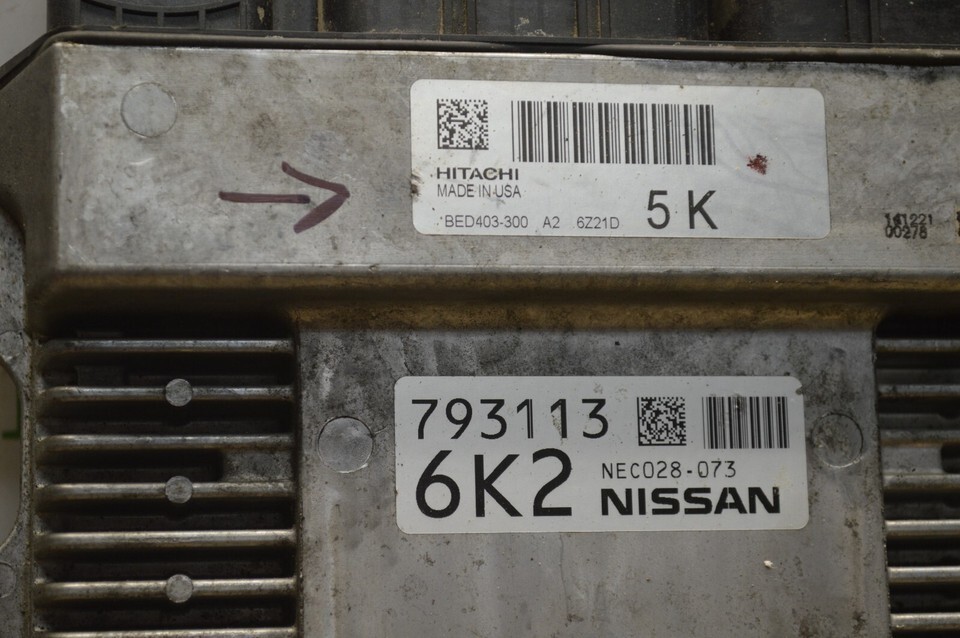 HITACHI
MADE IN USA
BED403-300 A2 6Z21D 5K
141221
00278
793113
6K2 NEC028-073
NISSAN